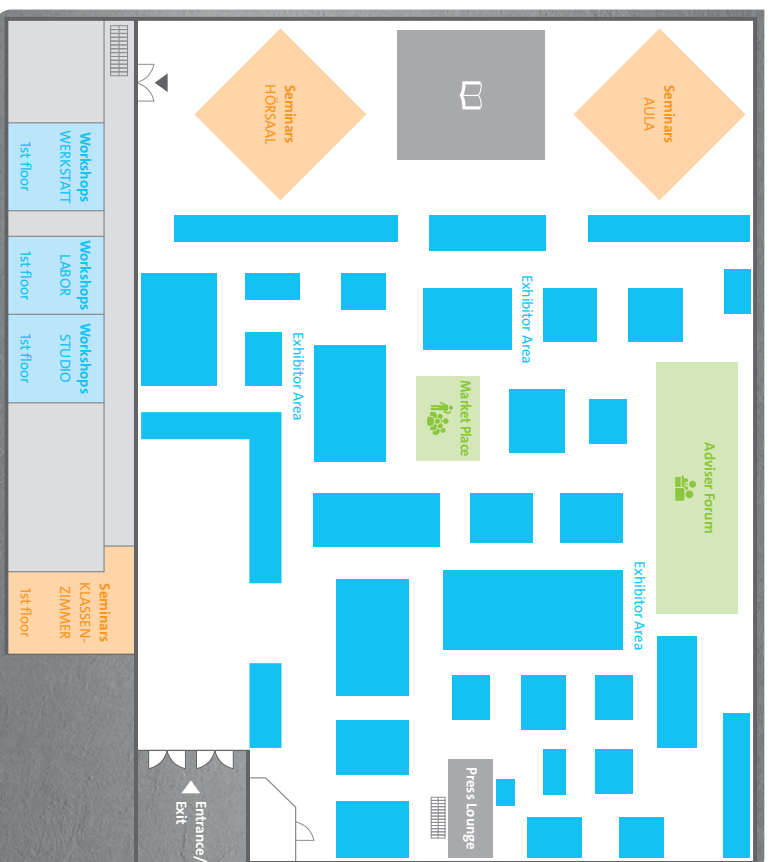 Seminars
HÖRSAAL
Seminars
AULA
Workshops
WERKSTATT
1st floor
Workshops
LABOR
1st floor
Workshops
STUDIO
1st floor
Exhibitor Area
Exhibitor Area
Market Place
Adviser Forum
Exhibitor Area
Seminars
KLASSEN-
ZIMMER
1st floor
Press Lounge
Entrance/
Exit